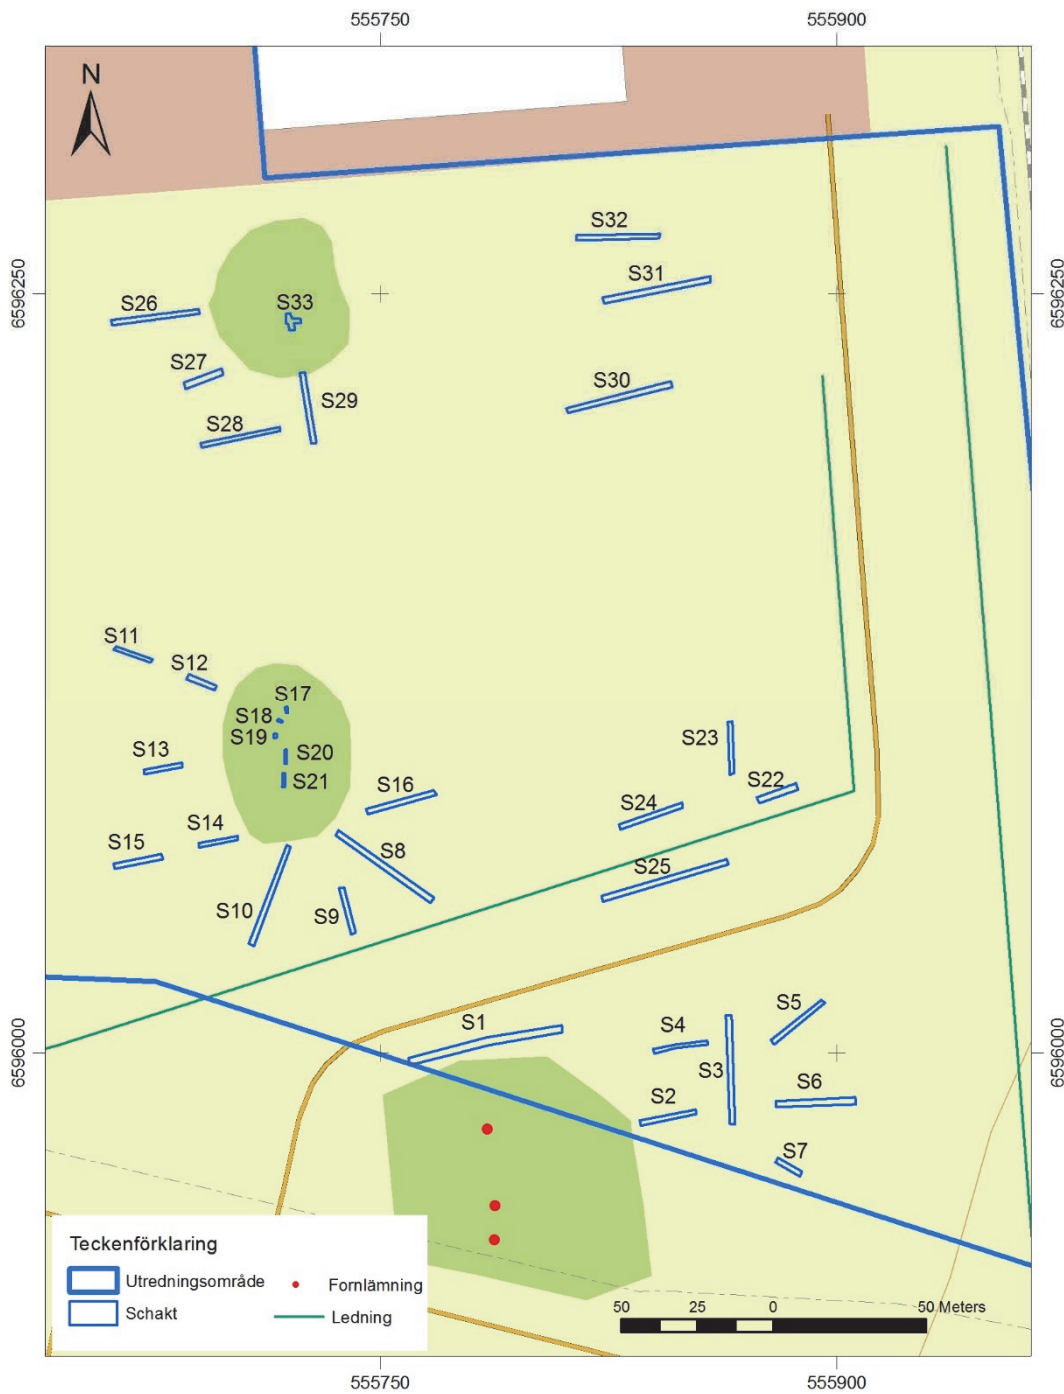 555750
555900
N
S32
S31
6596250
6596250
S26
S33
S27
S29
S30
S28
S11
S12
S17
S18
S19
S20
S21
S13
S23
S22
S16
S24
S14
S15
S8
S25
S10
S9
S5
S1
S4
6596000
6596000
S3
S6
S2
S7
Teckenförklaring
Utredningsområde
Fornlämning
Schakt
Ledning
50 25 0 50 Meters
555750
555900